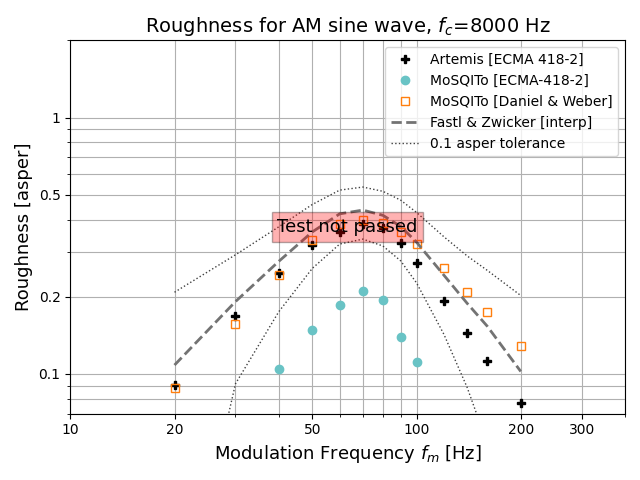 Roughness for AM sine wave, f_c=8000 Hz
Artemis [ECMA 418-2]
MoSQITo [ECMA-418-2]
MoSQITo [Daniel & Weber]
Fastl & Zwicker [interp]
0.1 asper tolerance
Roughness [asper]
1
0.5
0.2
0.1
Test not passed
10 20 50 100 200 300
Modulation Frequency f_m [Hz]